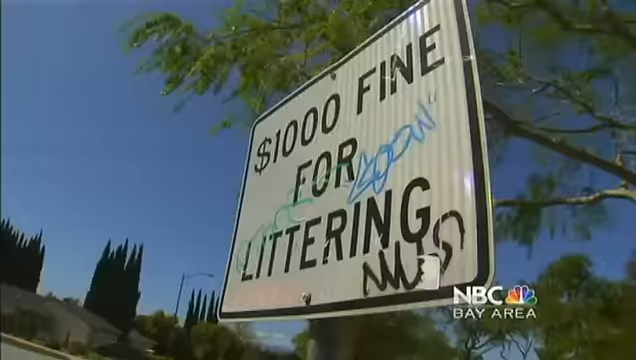 $1000 FINE
FOR
LITTERING
NBC
BAY AREA